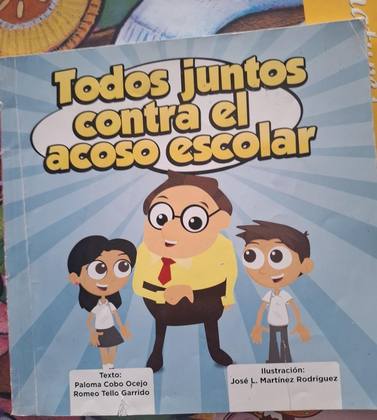 Todos juntos
contra el
acoso escolar
Texto:
Paloma Cobo Ocejo
Romeo Tello Garrido
Ilustración:
José L. Martínez Rodríguez